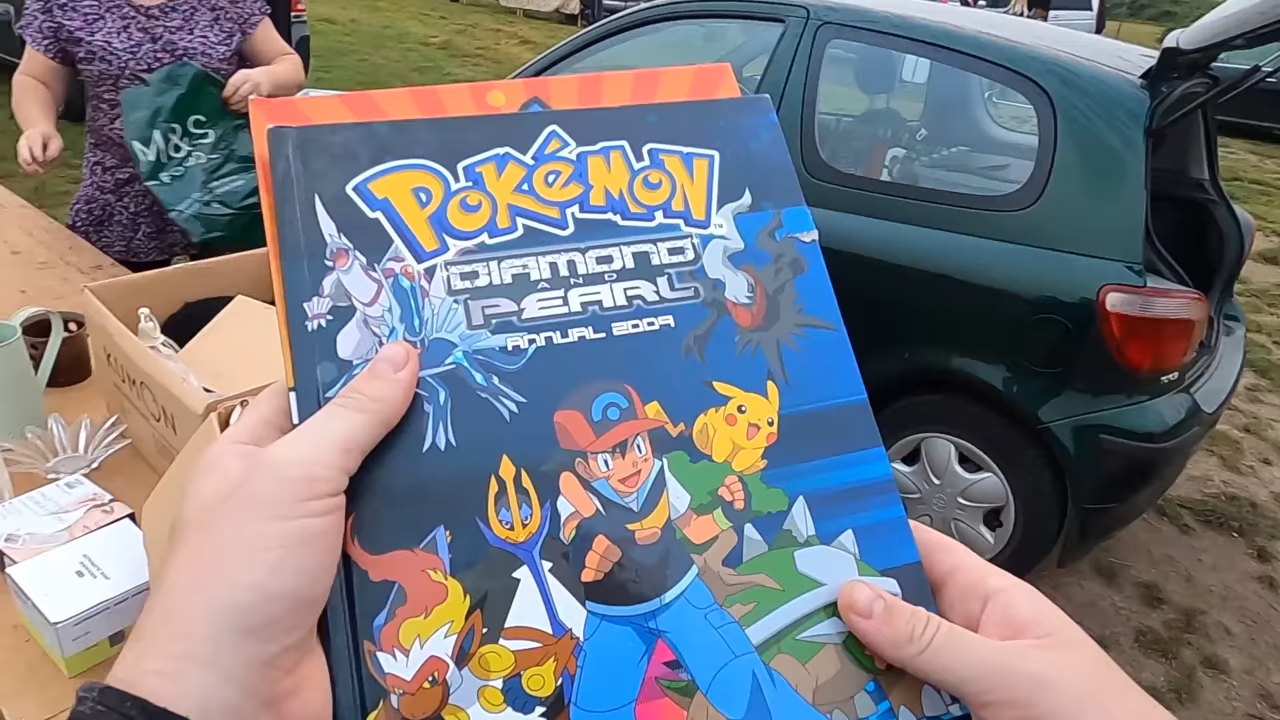 M&S
POKéMON
DIAMOND
AND
PEARL
ANNUAL 2009
KUMON